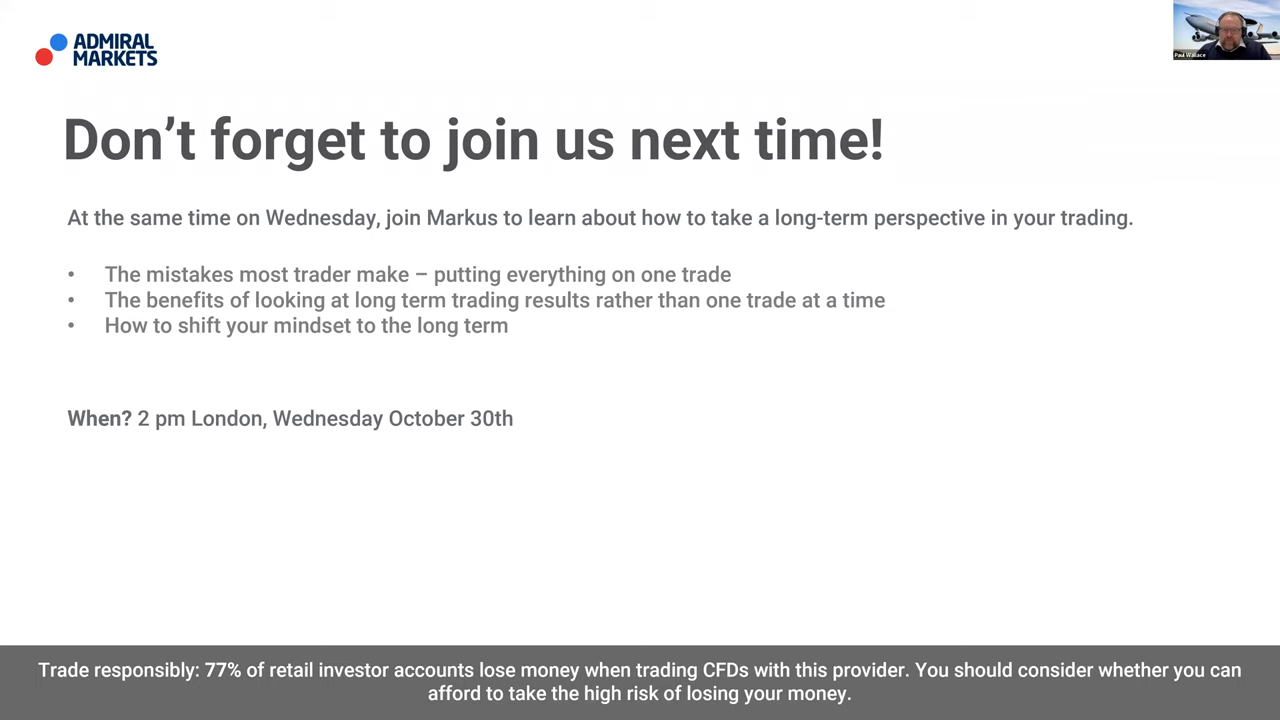 ADMIRAL
MARKETS
Paul Wallace
Don’t forget to join us next time!
At the same time on Wednesday, join Markus to learn about how to take a long-term perspective in your trading.
• The mistakes most trader make – putting everything on one trade
• The benefits of looking at long term trading results rather than one trade at a time
• How to shift your mindset to the long term
When? 2 pm London, Wednesday October 30th
Trade responsibly: 77% of retail investor accounts lose money when trading CFDs with this provider. You should consider whether you can
afford to take the high risk of losing your money.